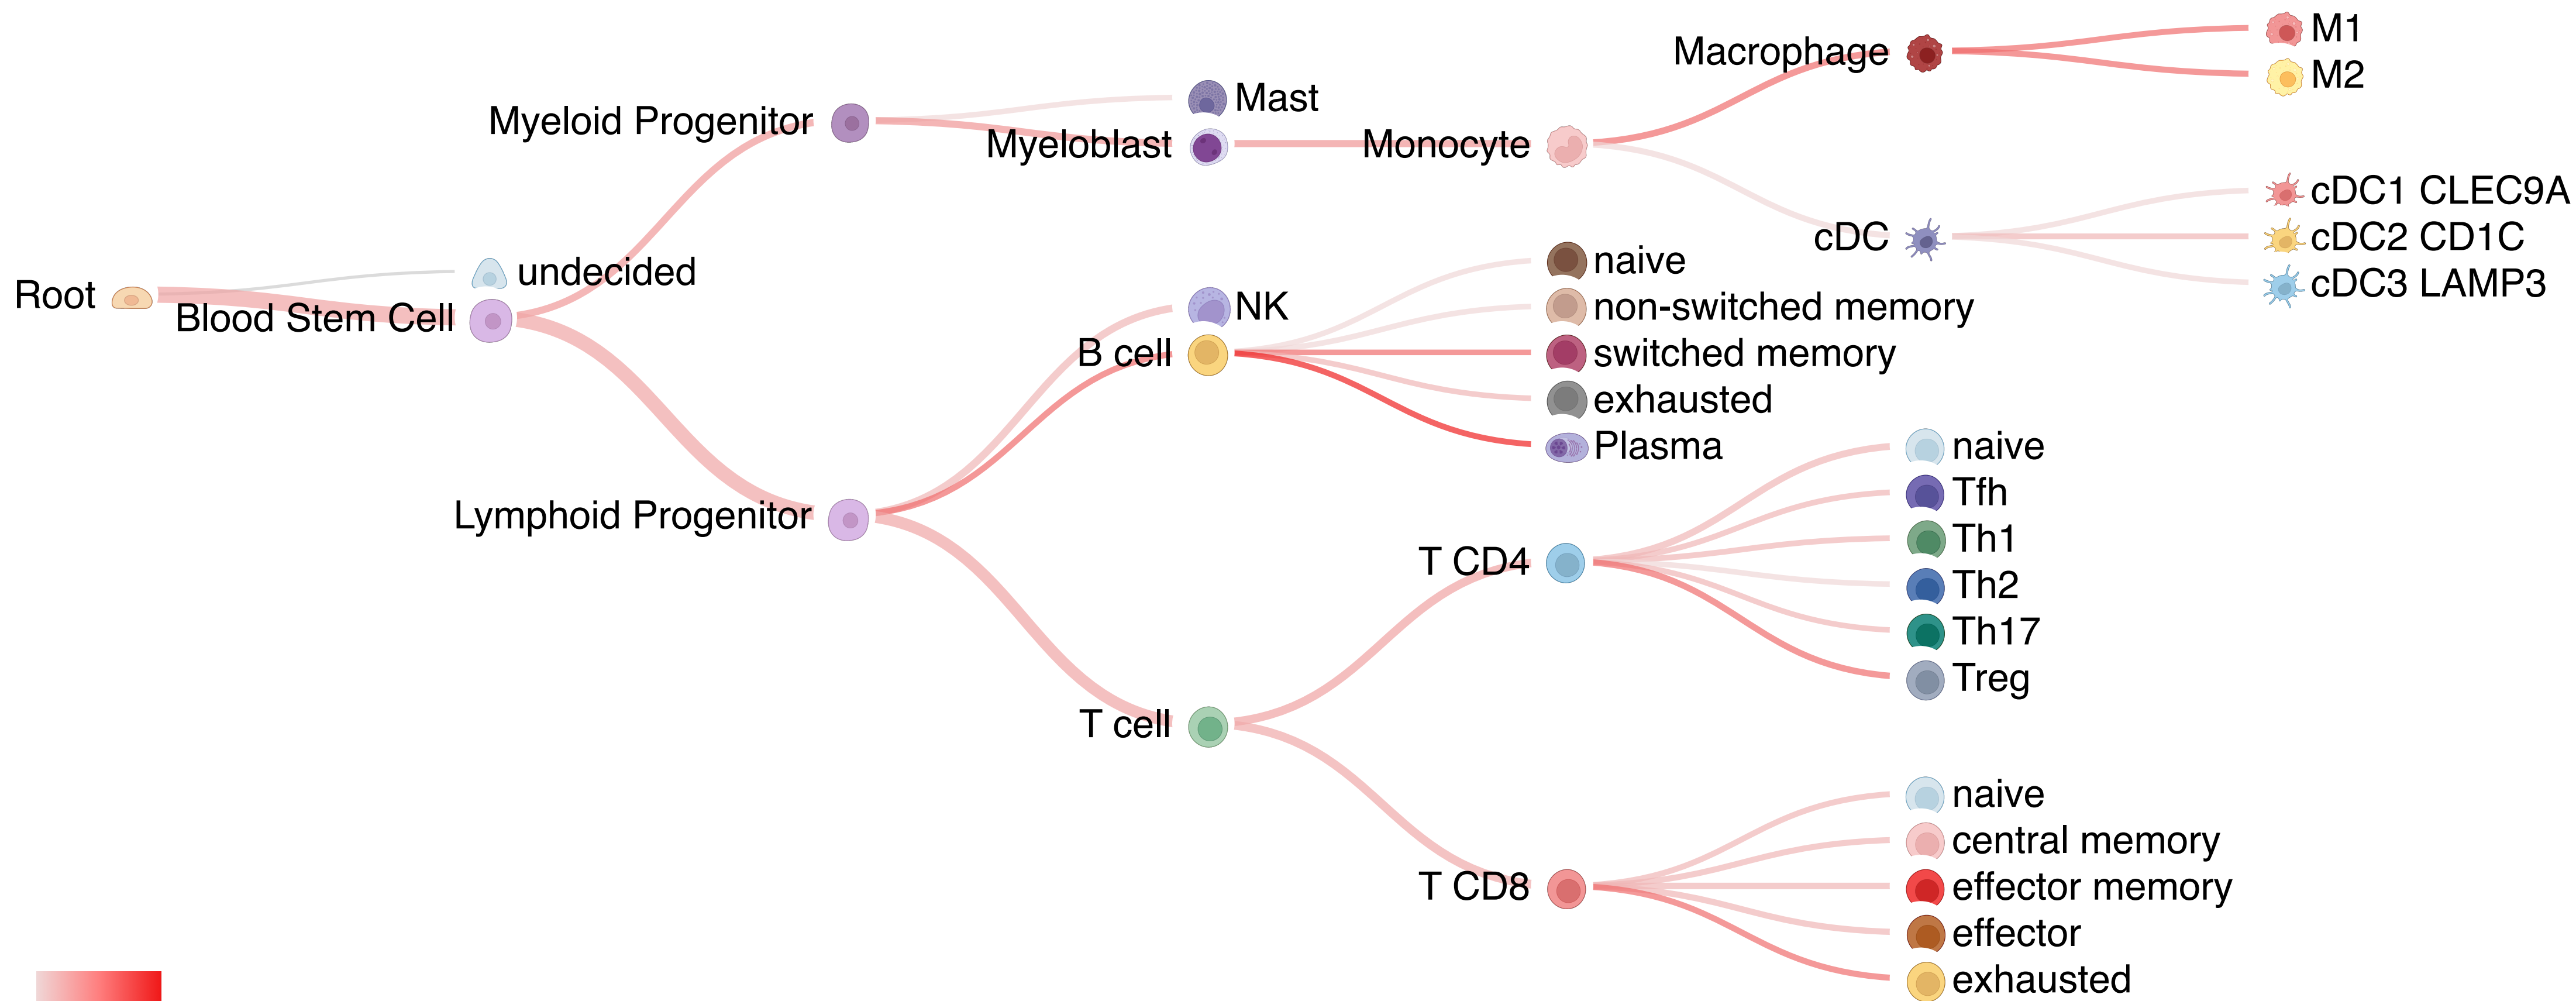 Root
undecided
Blood Stem Cell
Myeloid Progenitor
Lymphoid Progenitor
Mast
Myeloblast
NK
B cell
T cell
Monocyte
naive
non-switched memory
switched memory
exhausted
Plasma
T CD4
T CD8
Macrophage
cDC
naive
Tfh
Th1
Th2
Th17
Treg
naive
central memory
effector memory
effector
exhausted
M1
M2
cDC1 CLEC9A
cDC2 CD1C
cDC3 LAMP3